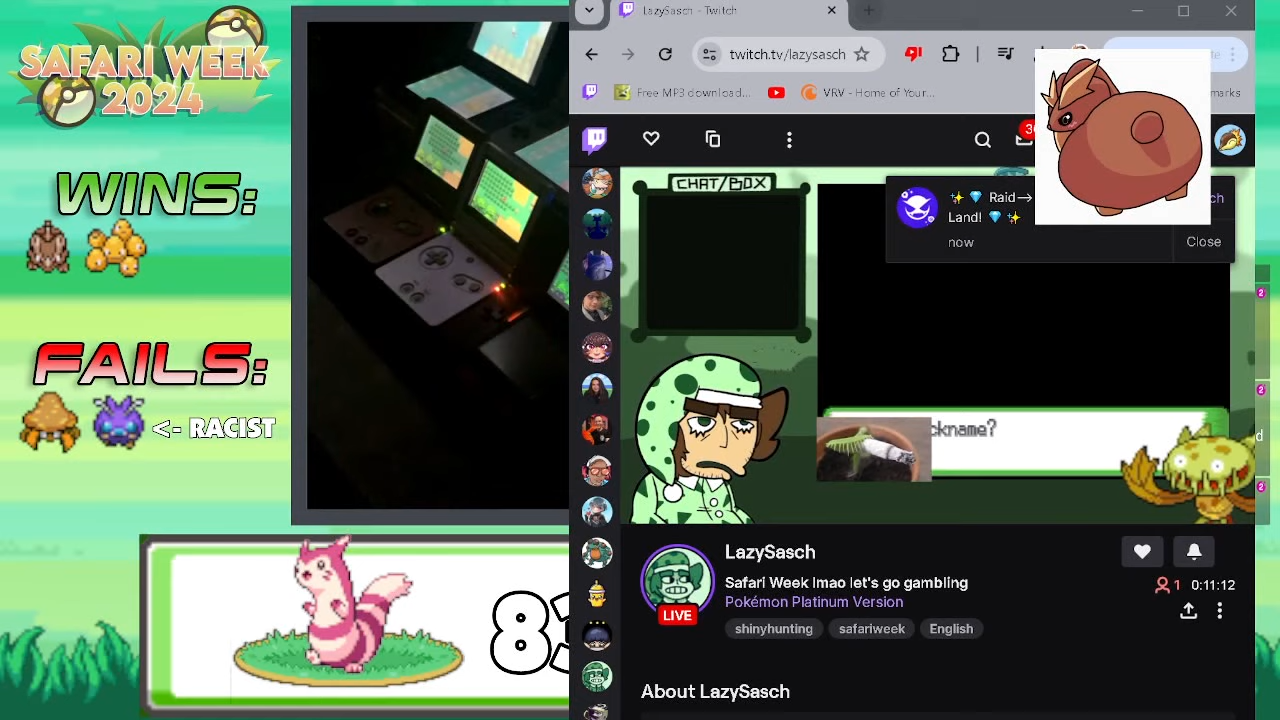 SAFARI WEEK
2024
WINS:
FAILS:
<- RACIST
LazySasch - Twitch
twitch.tv/lazysasch
Free MP3 download...
VRV - Home of Your...
CHAT/BOX
Raid→
Land!
now
Close
ckname?
LazySasch
LIVE
Safari Week lmao let's go gambling
Pokémon Platinum Version
1 0:11:12
shinyhunting
safariweek
English
About LazySasch